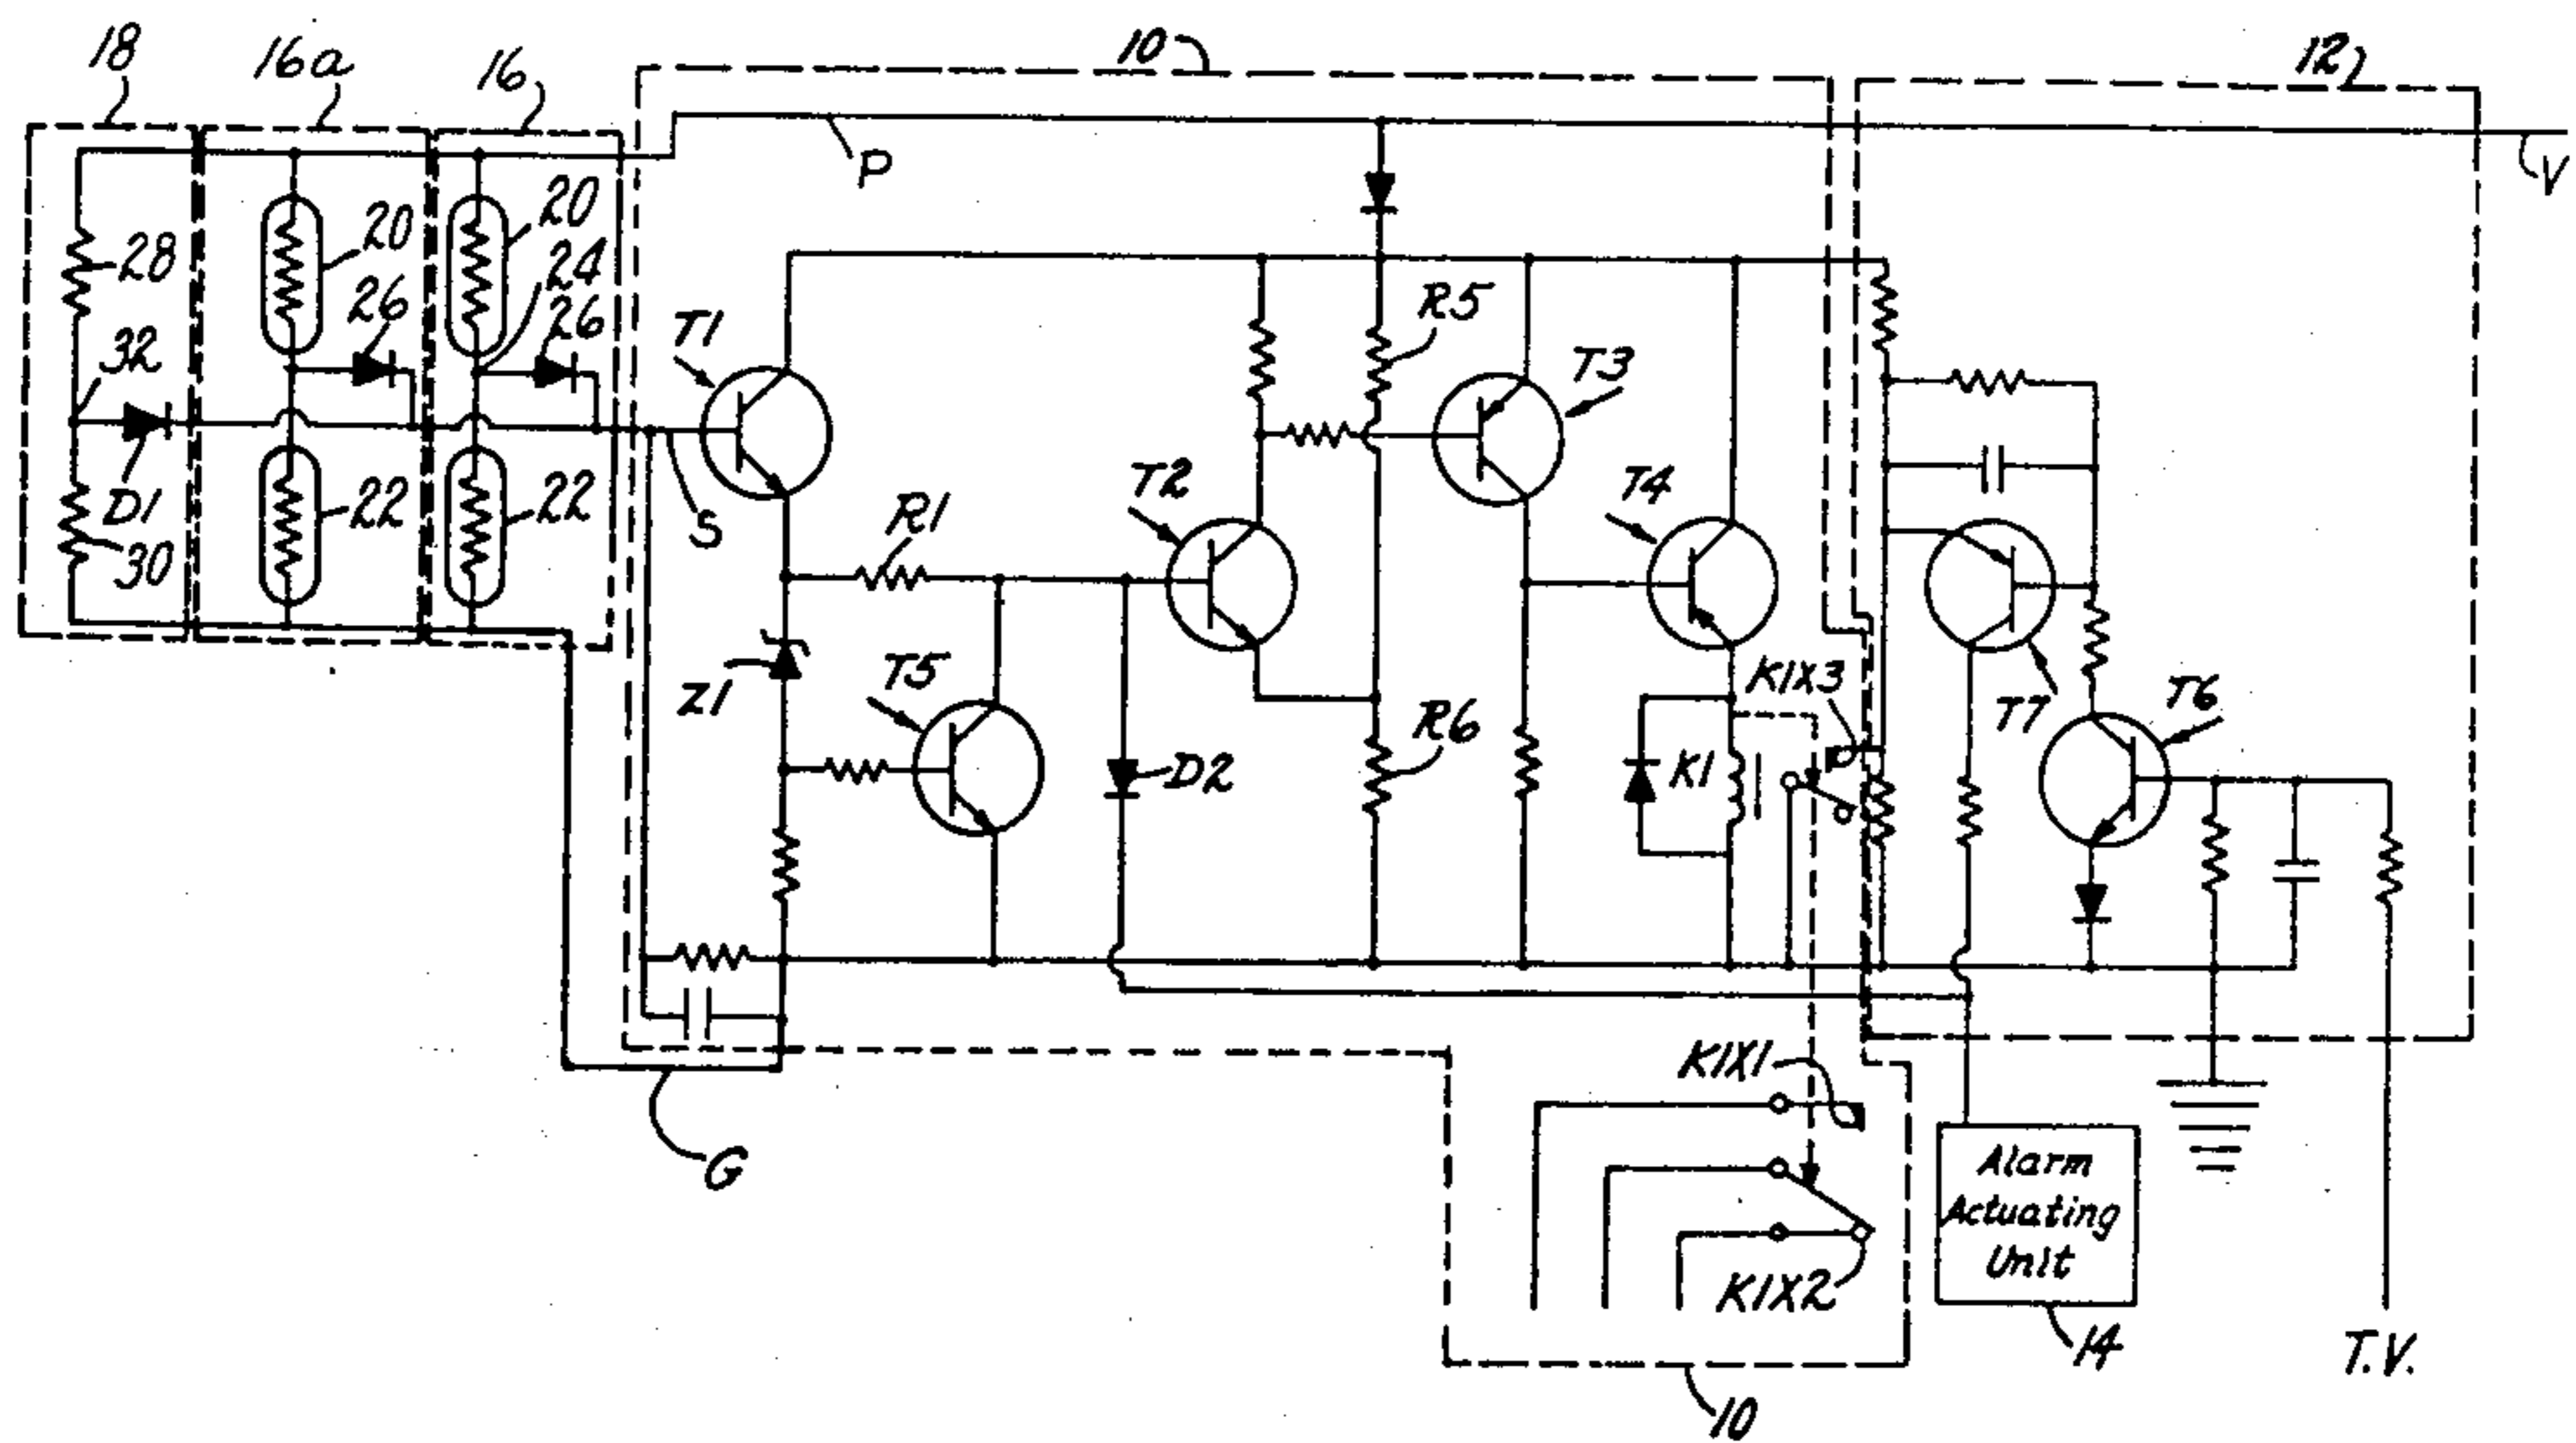 18
16a
16
10
12
P
V
20
20
28
24
26
26
R5
T1
T3
32
T2
T4
R1
D1
S
22
22
30
K1X3
T5
Z1
R6
T7
T6
D2
K1
K1X1
G
Alarm
Actuating
Unit
K1X2
14
T.V.
10